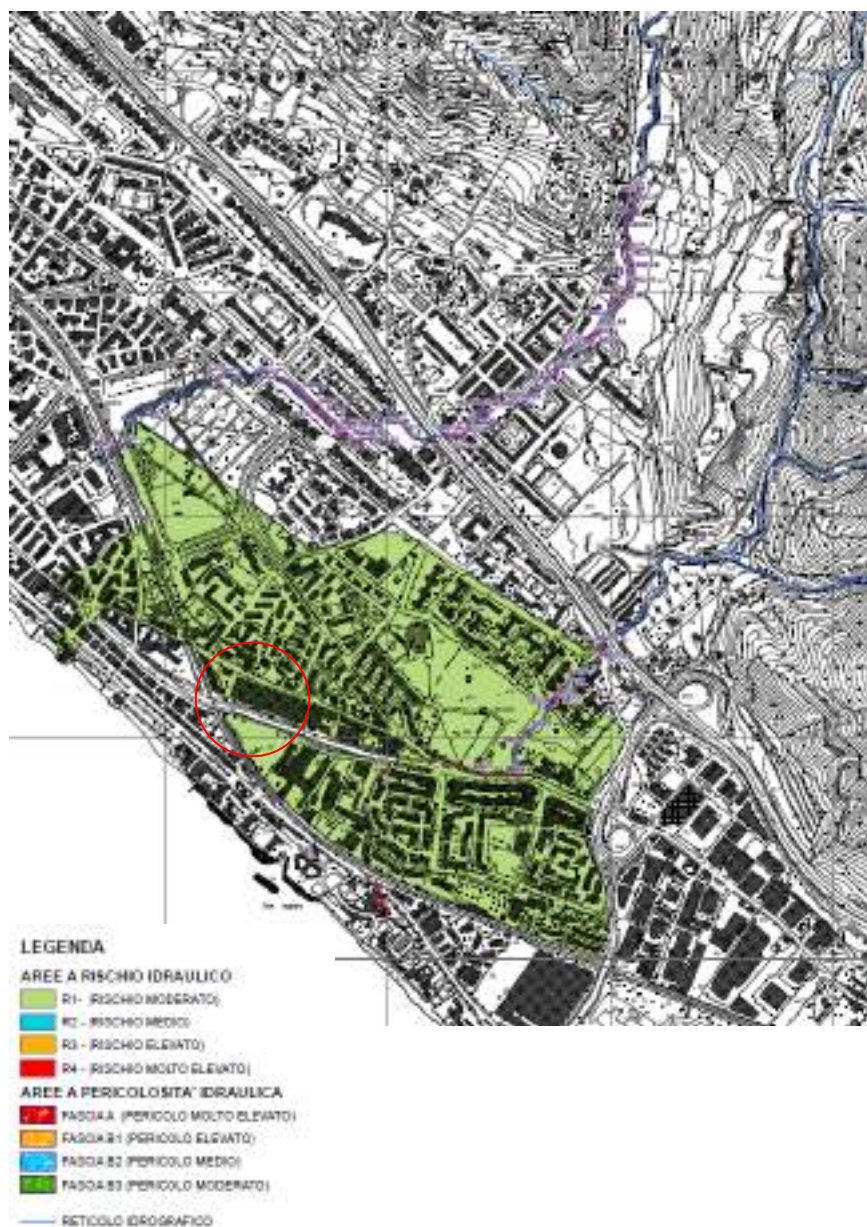 LEGENDA
AREE A RISCHIO IDRAULICO
R1- (RISCHIO MODERATO)
R2 - (RISCHIO MEDIO)
R3 - (RISCHIO ELEVATO)
R4 - (RISCHIO MOLTO ELEVATO)
AREE A PERICOLOSITA' IDRAULICA
FASCIA A (PERICOLO MOLTO ELEVATO)
FASCIA B1 (PERICOLO ELEVATO)
FASCIA B2 (PERICOLO MEDIO)
FASCIA B3 (PERICOLO MODERATO)
RETICOLO IDROGRAFICO